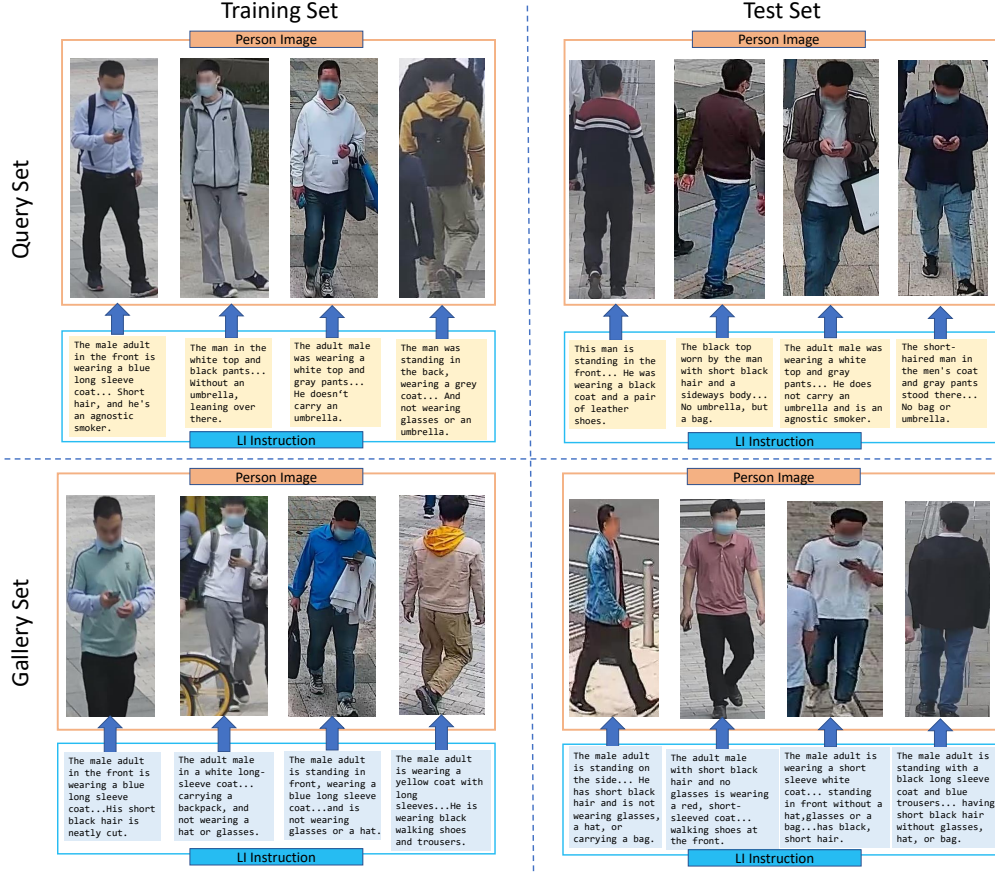 Training Set
Test Set
Query Set
Person Image
The male adult
in the front is
wearing a blue
long sleeve
coat... Short
hair, and he's
an agnostic
smoker.
The man in the
white top and
black pants...
Without an
umbrella,
leaning over
there.
The adult male
was wearing a
white top and
gray pants...
He doesn't
carry an
umbrella.
The man was
standing in
the back,
wearing a grey
coat... And
not wearing
glasses or an
umbrella.
LI Instruction
Person Image
This man is
standing in the
front... He was
wearing a black
coat and a pair
of leather
shoes.
The black top
worn by the man
with short black
hair and a
sideways body...
No umbrella, but
a bag.
The adult male was
wearing a white
top and gray
pants... He does
not carry an
umbrella and is an
agnostic smoker.
The short-
haired man in
the men's coat
and gray pants
stood there...
No bag or
umbrella.
LI Instruction
Gallery Set
Person Image
The male adult
in the front is
wearing a blue
long sleeve
coat...His short
black hair is
neatly cut.
The adult male
in a white long-
sleeve coat...
carrying a
backpack, and
not wearing a
hat or glasses.
The male adult
is standing in
front, wearing a
blue long sleeve
coat...and is
not wearing
glasses or a hat.
The male adult
is wearing a
yellow coat with
long
sleeves...He is
wearing black
walking shoes
and trousers.
LI Instruction
Person Image
The male adult
is standing on
the side... He
has short black
hair and is not
wearing glasses,
a hat, or
carrying a bag.
The adult male
with short black
hair and no
glasses is wearing
a red, short-
sleeved coat...
walking shoes at
the front.
The male adult is
wearing a short
sleeve white
coat... standing
in front without a
hat,glasses or a
bag...has black,
short hair.
The male adult is
standing with a
black long sleeve
coat and blue
trousers... having
short black hair
without glasses,
hat, or bag.
LI Instruction